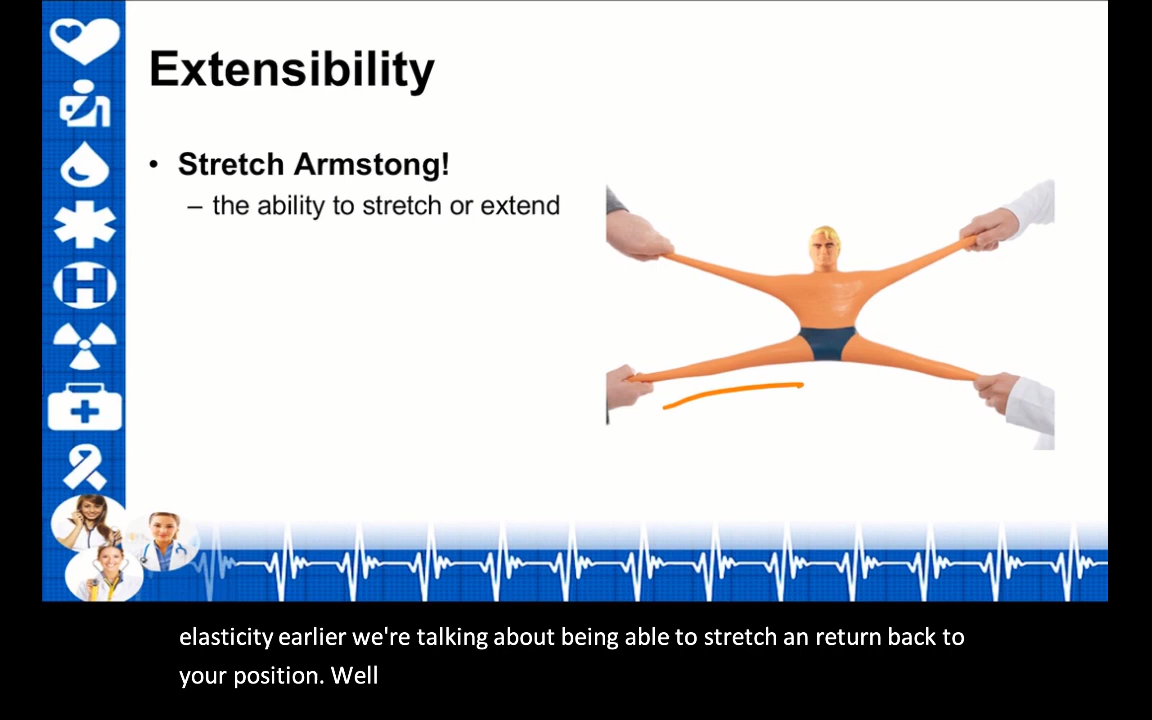 Extensibility
• Stretch Armstong!
– the ability to stretch or extend
H
elasticity earlier we're talking about being able to stretch an return back to
your position. Well